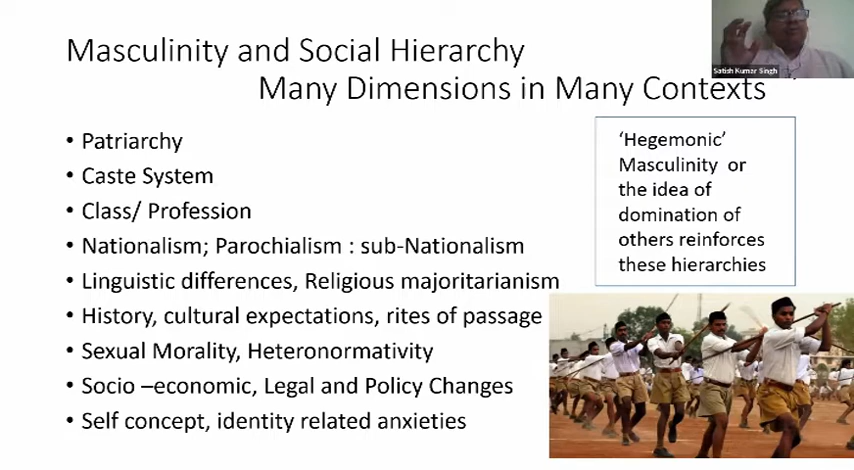 Masculinity and Social Hierarchy
Many Dimensions in Many Contexts
• Patriarchy
• Caste System
• Class/ Profession
• Nationalism; Parochialism : sub-Nationalism
• Linguistic differences, Religious majoritarianism
• History, cultural expectations, rites of passage
• Sexual Morality, Heteronormativity
• Socio –economic, Legal and Policy Changes
• Self concept, identity related anxieties
‘Hegemonic’
Masculinity or
the idea of
domination of
others reinforces
these hierarchies
Satish Kumar Singh